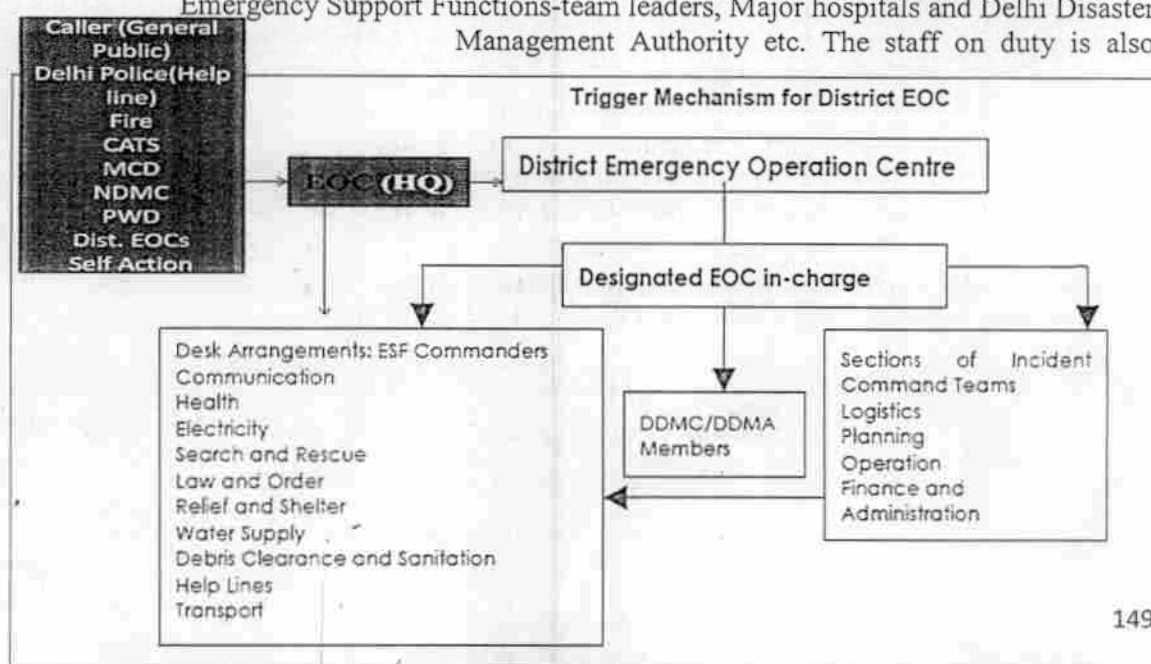 Emergency Support Functions-team leaders, Major hospitals and Delhi Disaster
Management Authority etc. The staff on duty is also
Caller (General
Public)
Delhi Police(Help
line)
Fire
CATS
MCD
NDMC
PWD
Dist. EOCs
Self Action
Trigger Mechanism for District EOC
EOC (HQ)
District Emergency Operation Centre
Designated EOC in-charge
Desk Arrangements: ESF Commanders
Communication
Health
Electricity
Search and Rescue
Law and Order
Relief and Shelter
Water Supply
Debris Clearance and Sanitation
Help Lines
Transport
DDMC/DDMA
Members
Sections of Incident
Command Teams
Logistics
Planning
Operation
Finance and
Administration
149